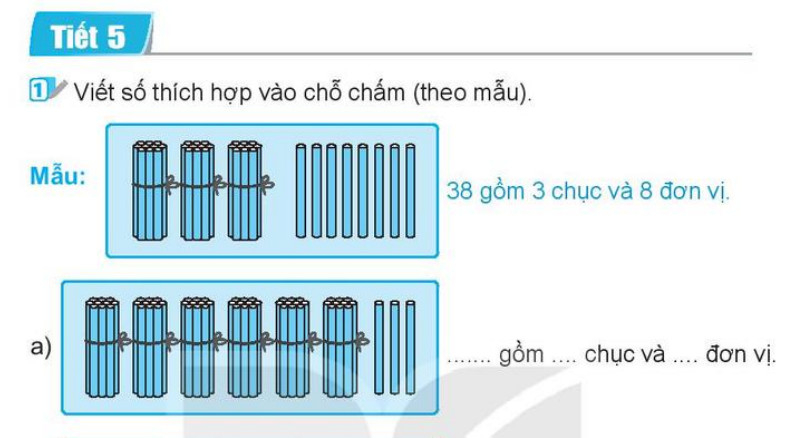 Tiết 5
1 Viết số thích hợp vào chỗ chấm (theo mẫu).
Mẫu:
38 gồm 3 chục và 8 đơn vị.
a)
....... gồm .... chục và .... đơn vị.